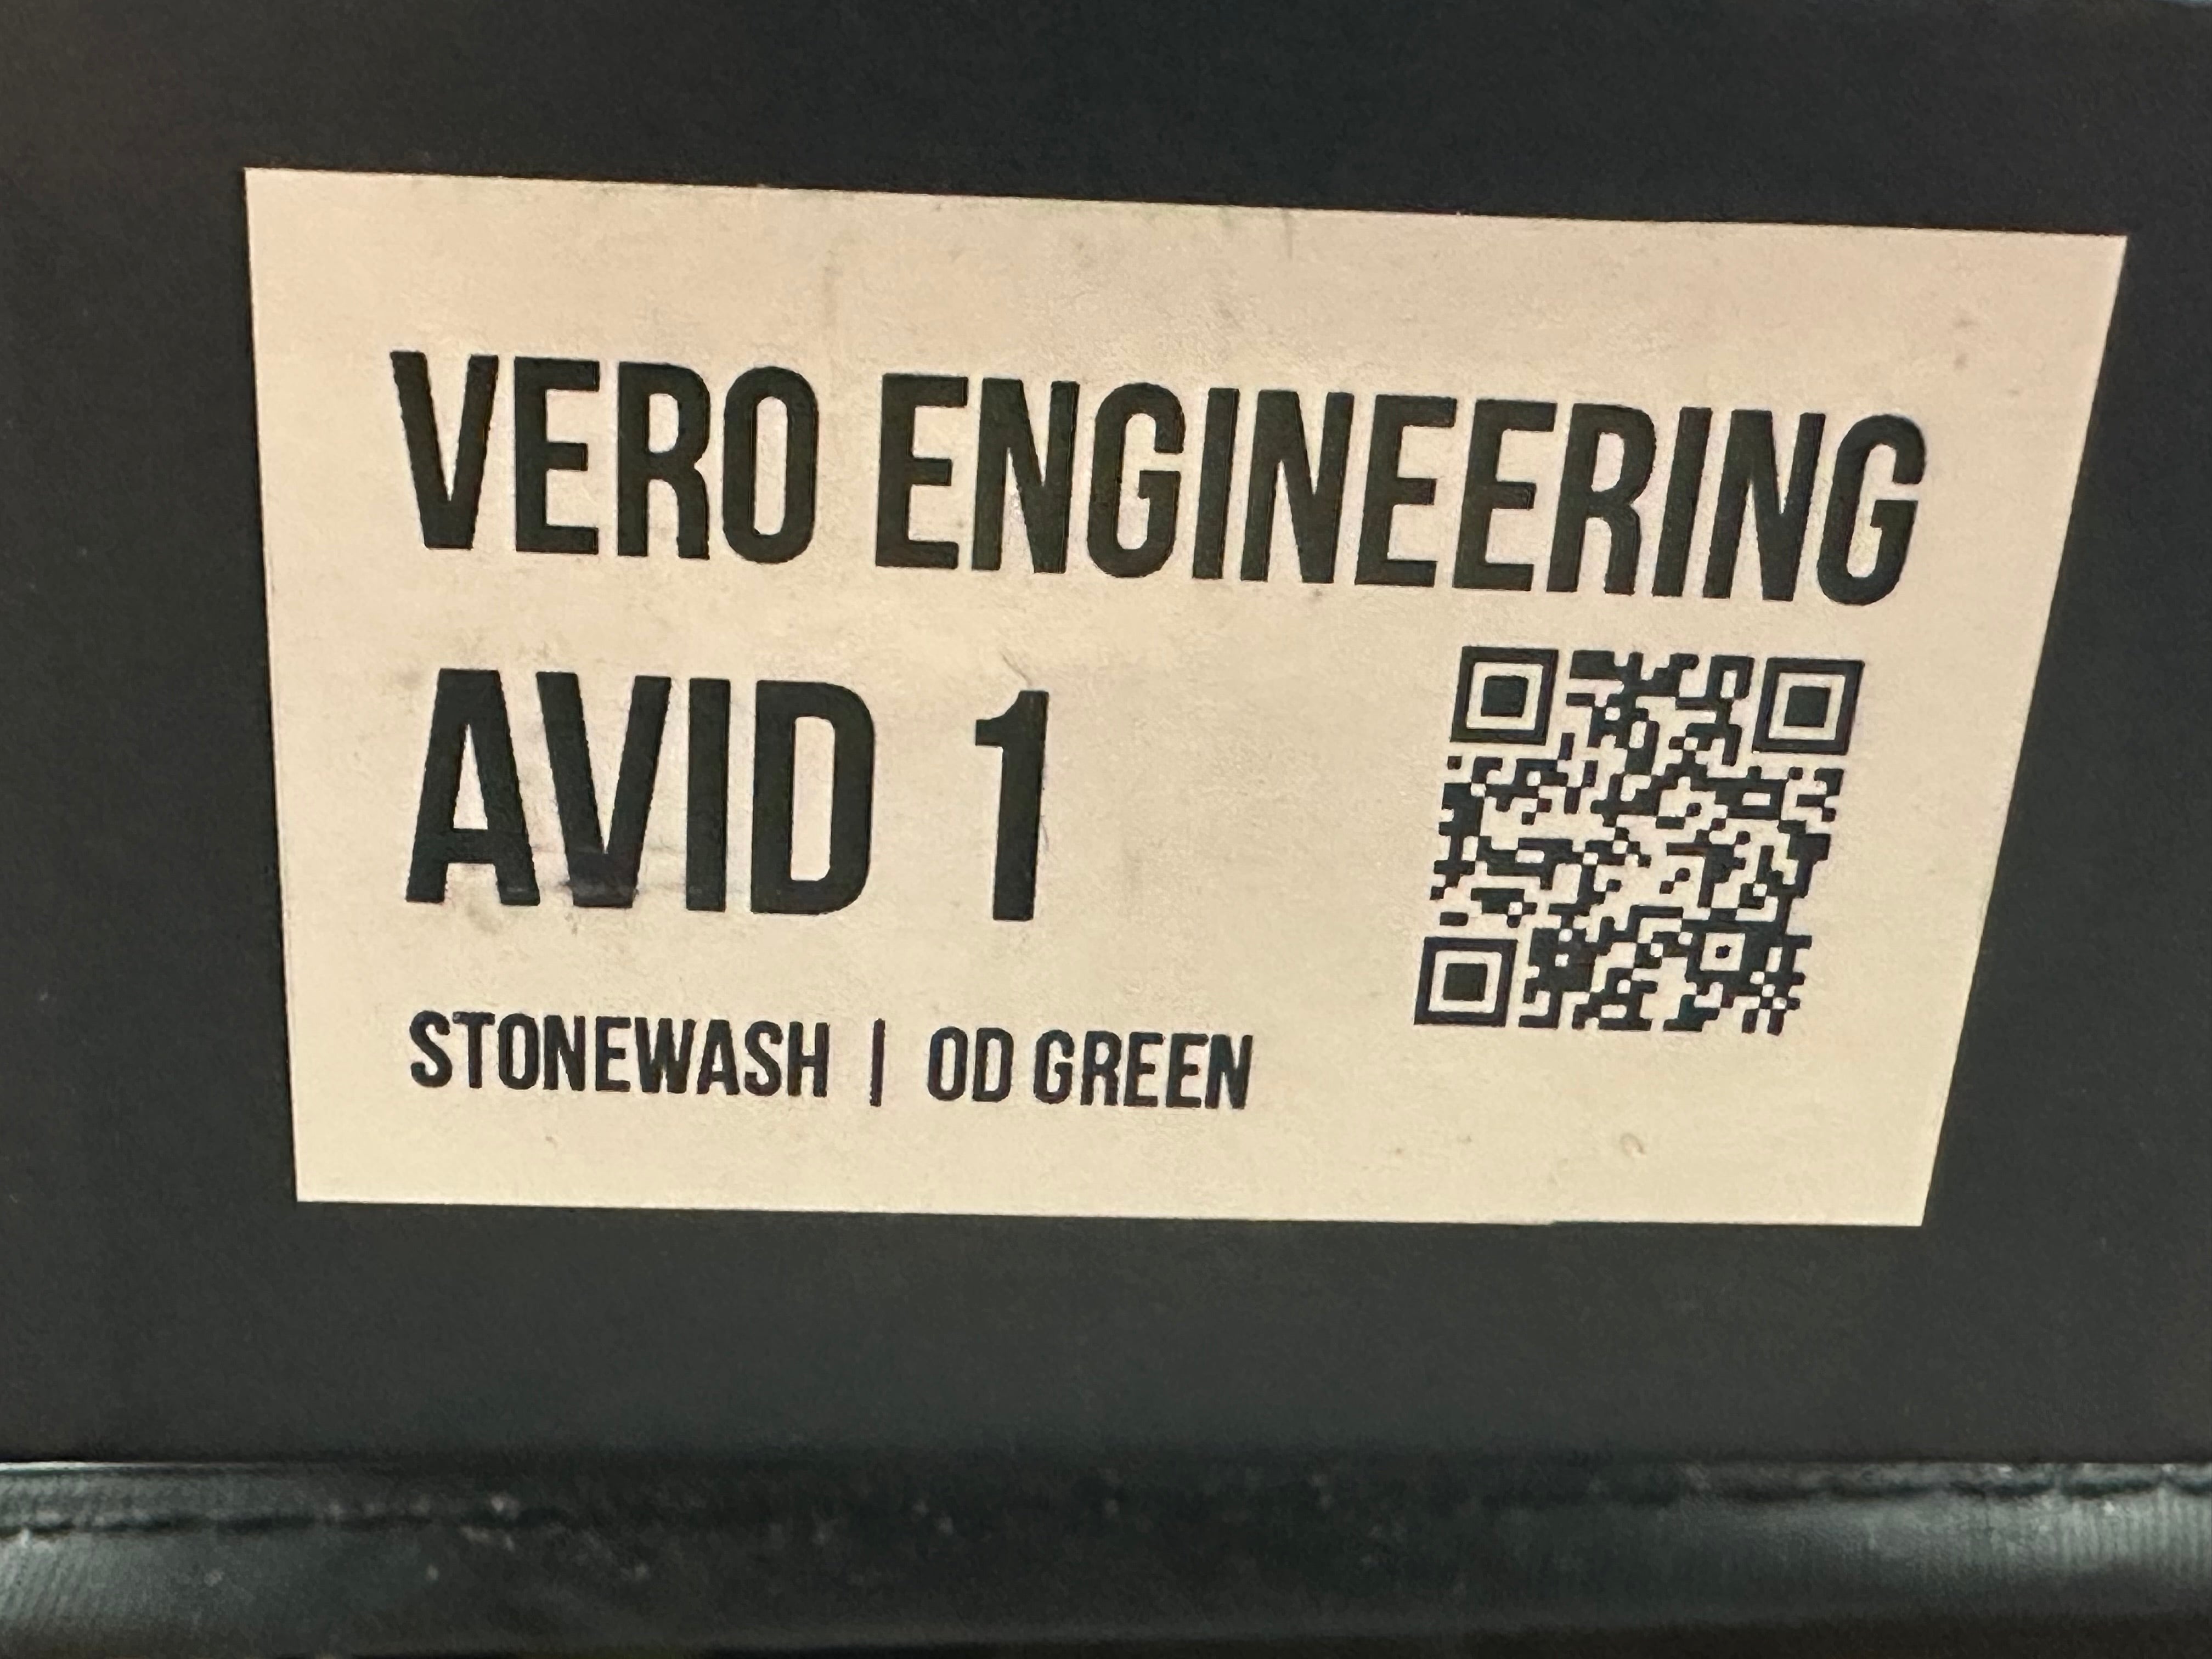 VERO ENGINEERING
AVID 1
STONEWASH | OD GREEN